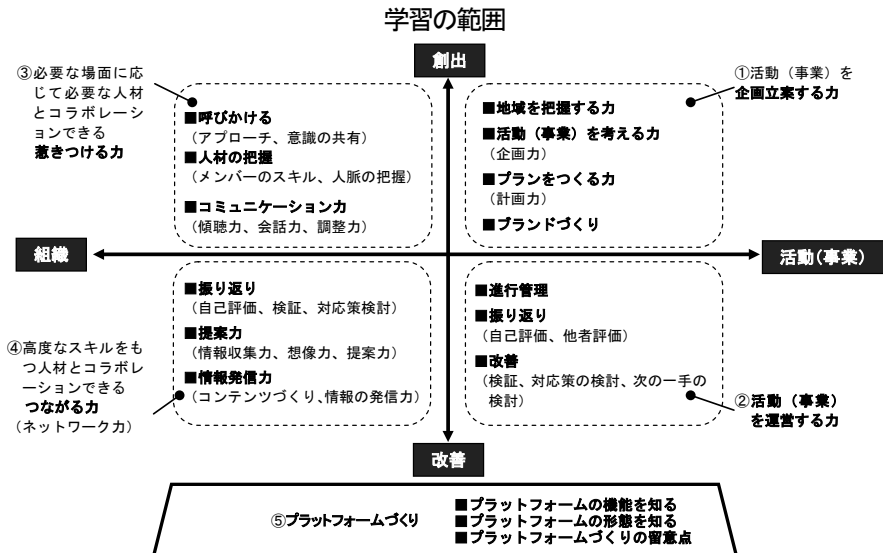 学習の範囲
創出
③必要な場面に応
じて必要な人材
とコラボレーシ
ョンできる
惹きつける力
■呼びかける
(アプローチ、意識の共有)
■人材の把握
(メンバーのスキル、人脈の把握)
■コミュニケーション力
(傾聴力、会話力、調整力)
■地域を把握する力
■活動(事業)を考える力
(企画力)
■プランをつくる力
(計画力)
■ブランドづくり
①活動(事業)を
企画立案する力
組織
活動(事業)
④高度なスキルをも
つ人材とコラボレ
ーションできる
つながる力
(ネットワーク力)
■振り返り
(自己評価、検証、対応策検討)
■提案力
(情報収集力、想像力、提案力)
■情報発信力
(コンテンツづくり、情報の発信力)
■進行管理
■振り返り
(自己評価、他者評価)
■改善
(検証、対応策の検討、次の一手の
検討)
②活動(事業)
を運営する力
改善
⑤プラットフォームづくり
■プラットフォームの機能を知る
■プラットフォームの形態を知る
■プラットフォームづくりの留意点